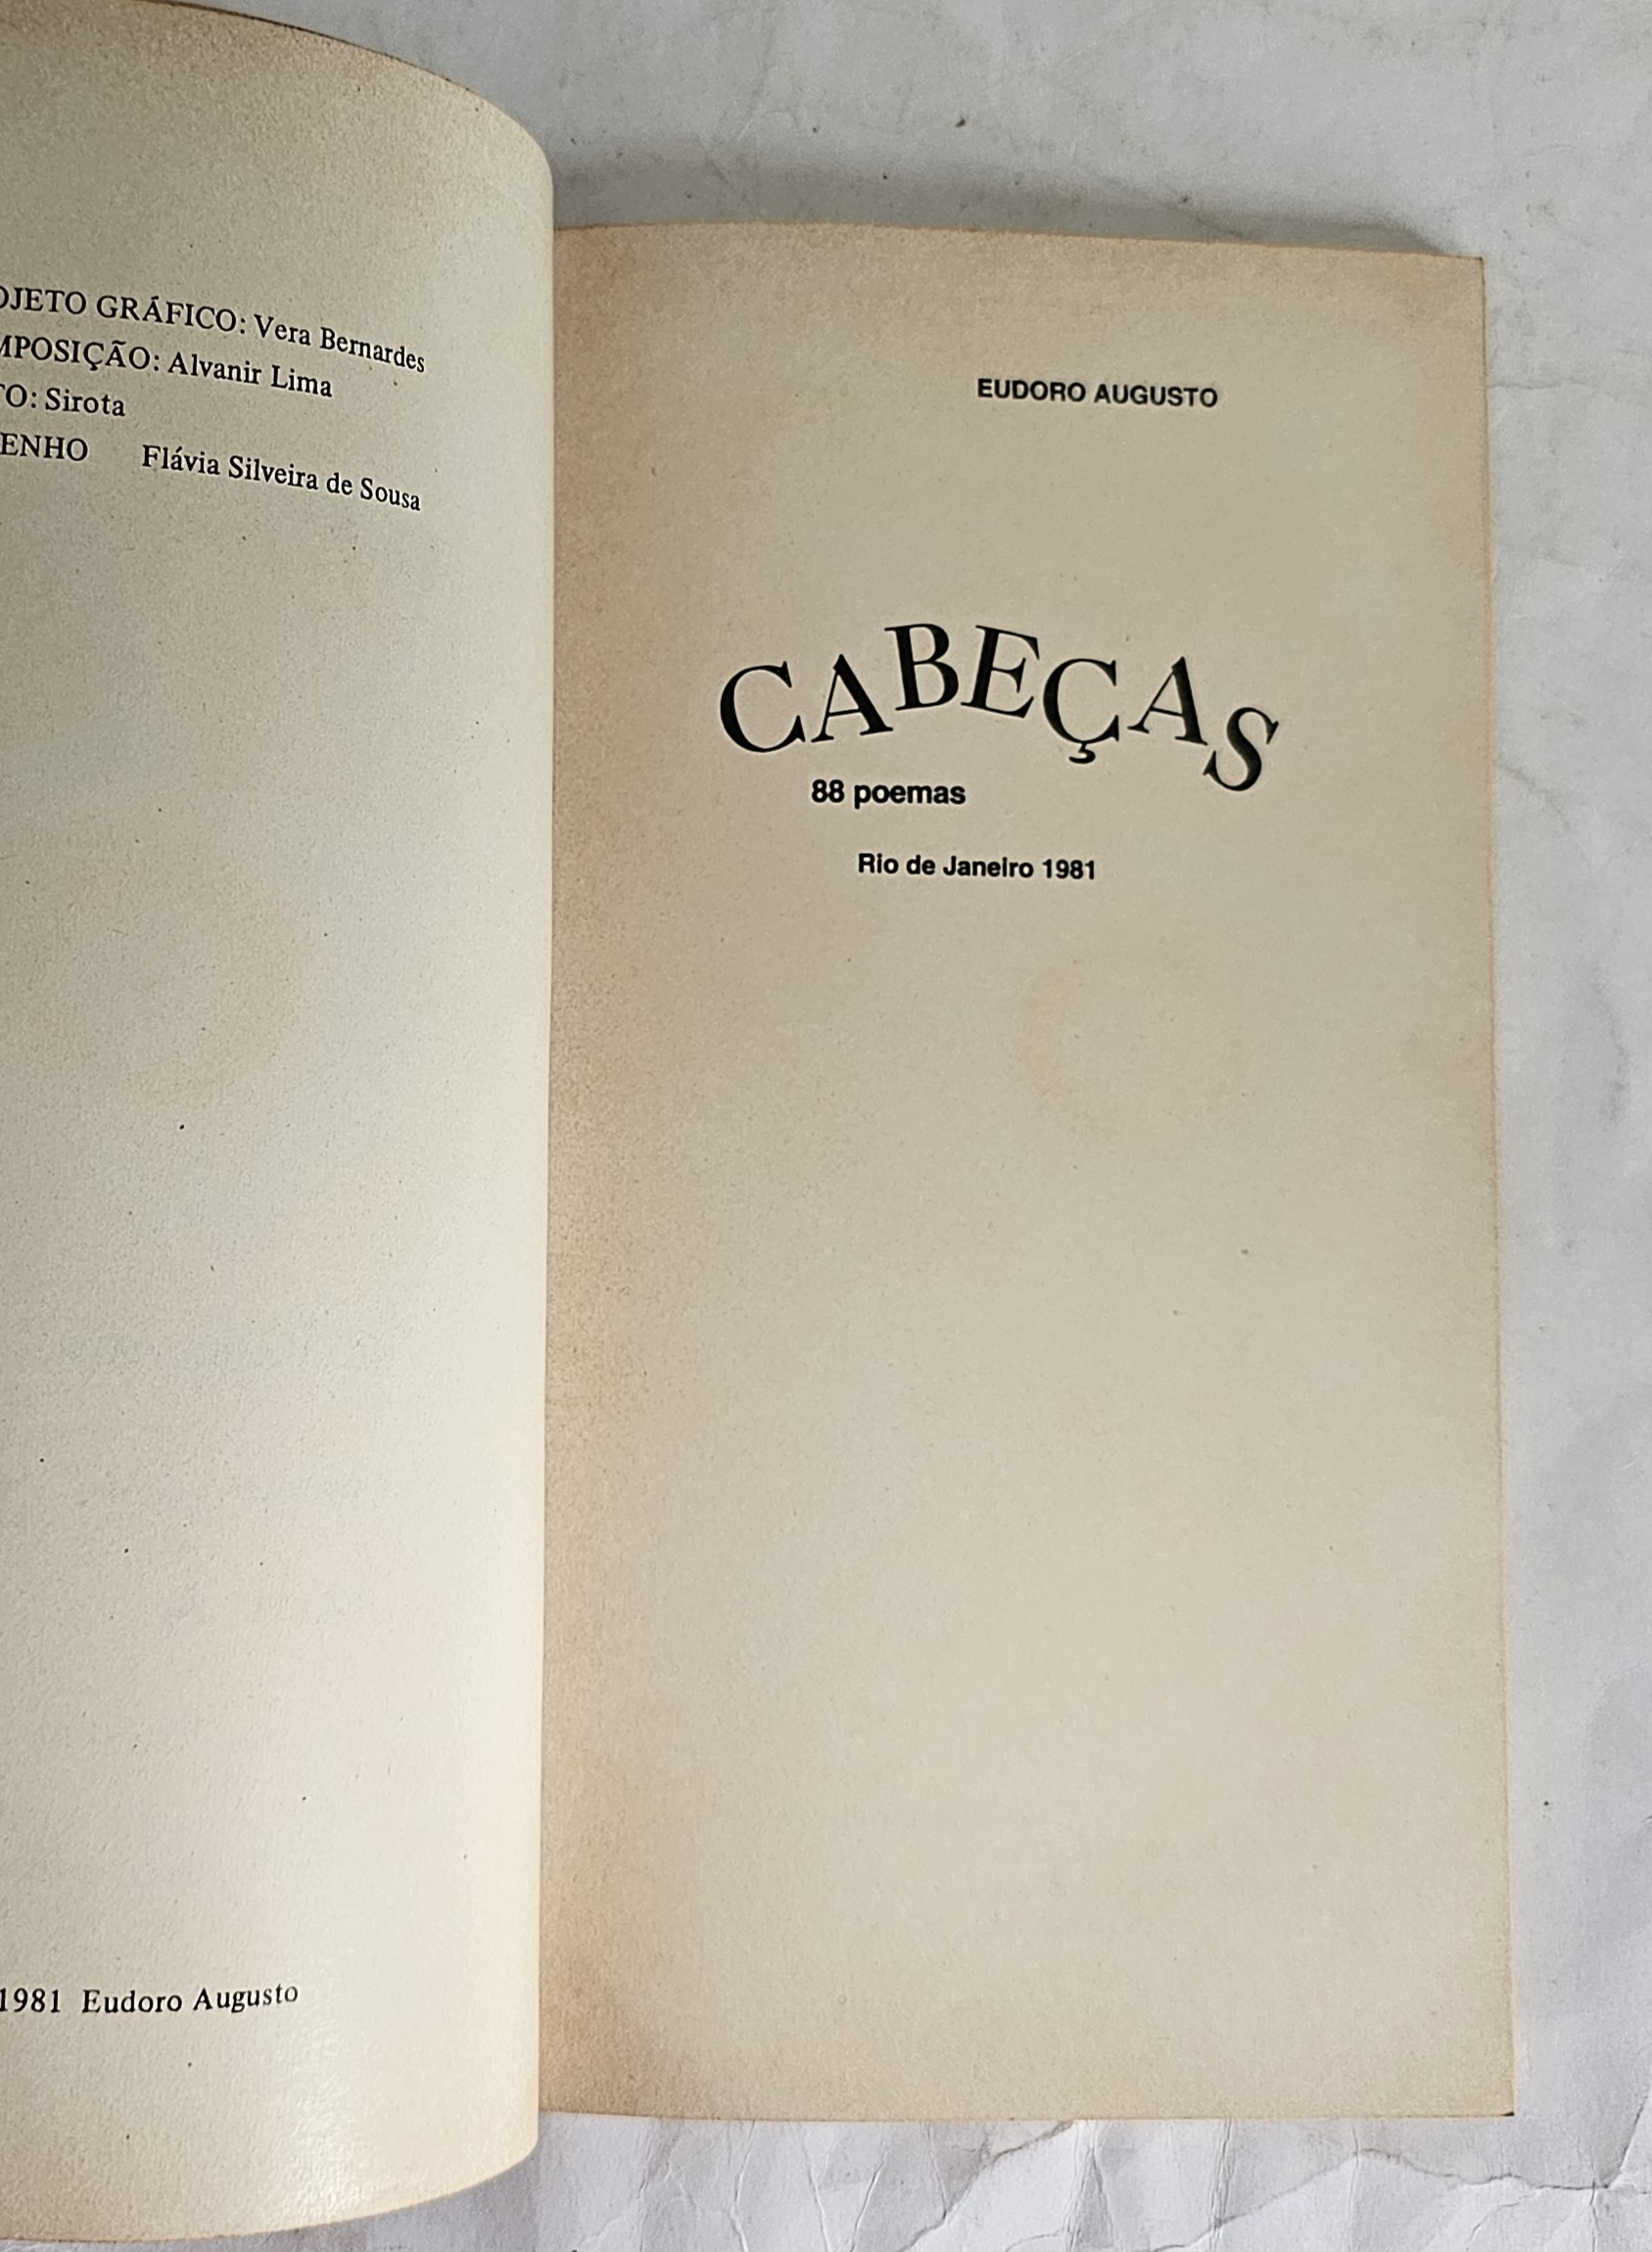 OJETO GRÁFICO: Vera Bernardes
MPOSIÇÃO: Alvanir Lima
TO: Sirota
ENHO Flávia Silveira de Sousa
1981 Eudoro Augusto
EUDORO AUGUSTO
CABEÇAS
88 poemas
Rio de Janeiro 1981